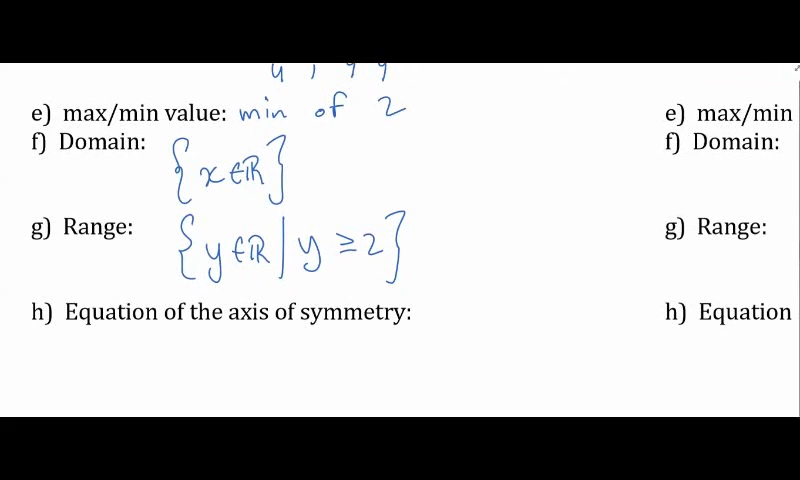 e) max/min value: min of 2
f) Domain: {x∈ℝ}
g) Range: {y∈ℝ | y ≥ 2}
h) Equation of the axis of symmetry:
e) max/min
f) Domain:
g) Range:
h) Equation